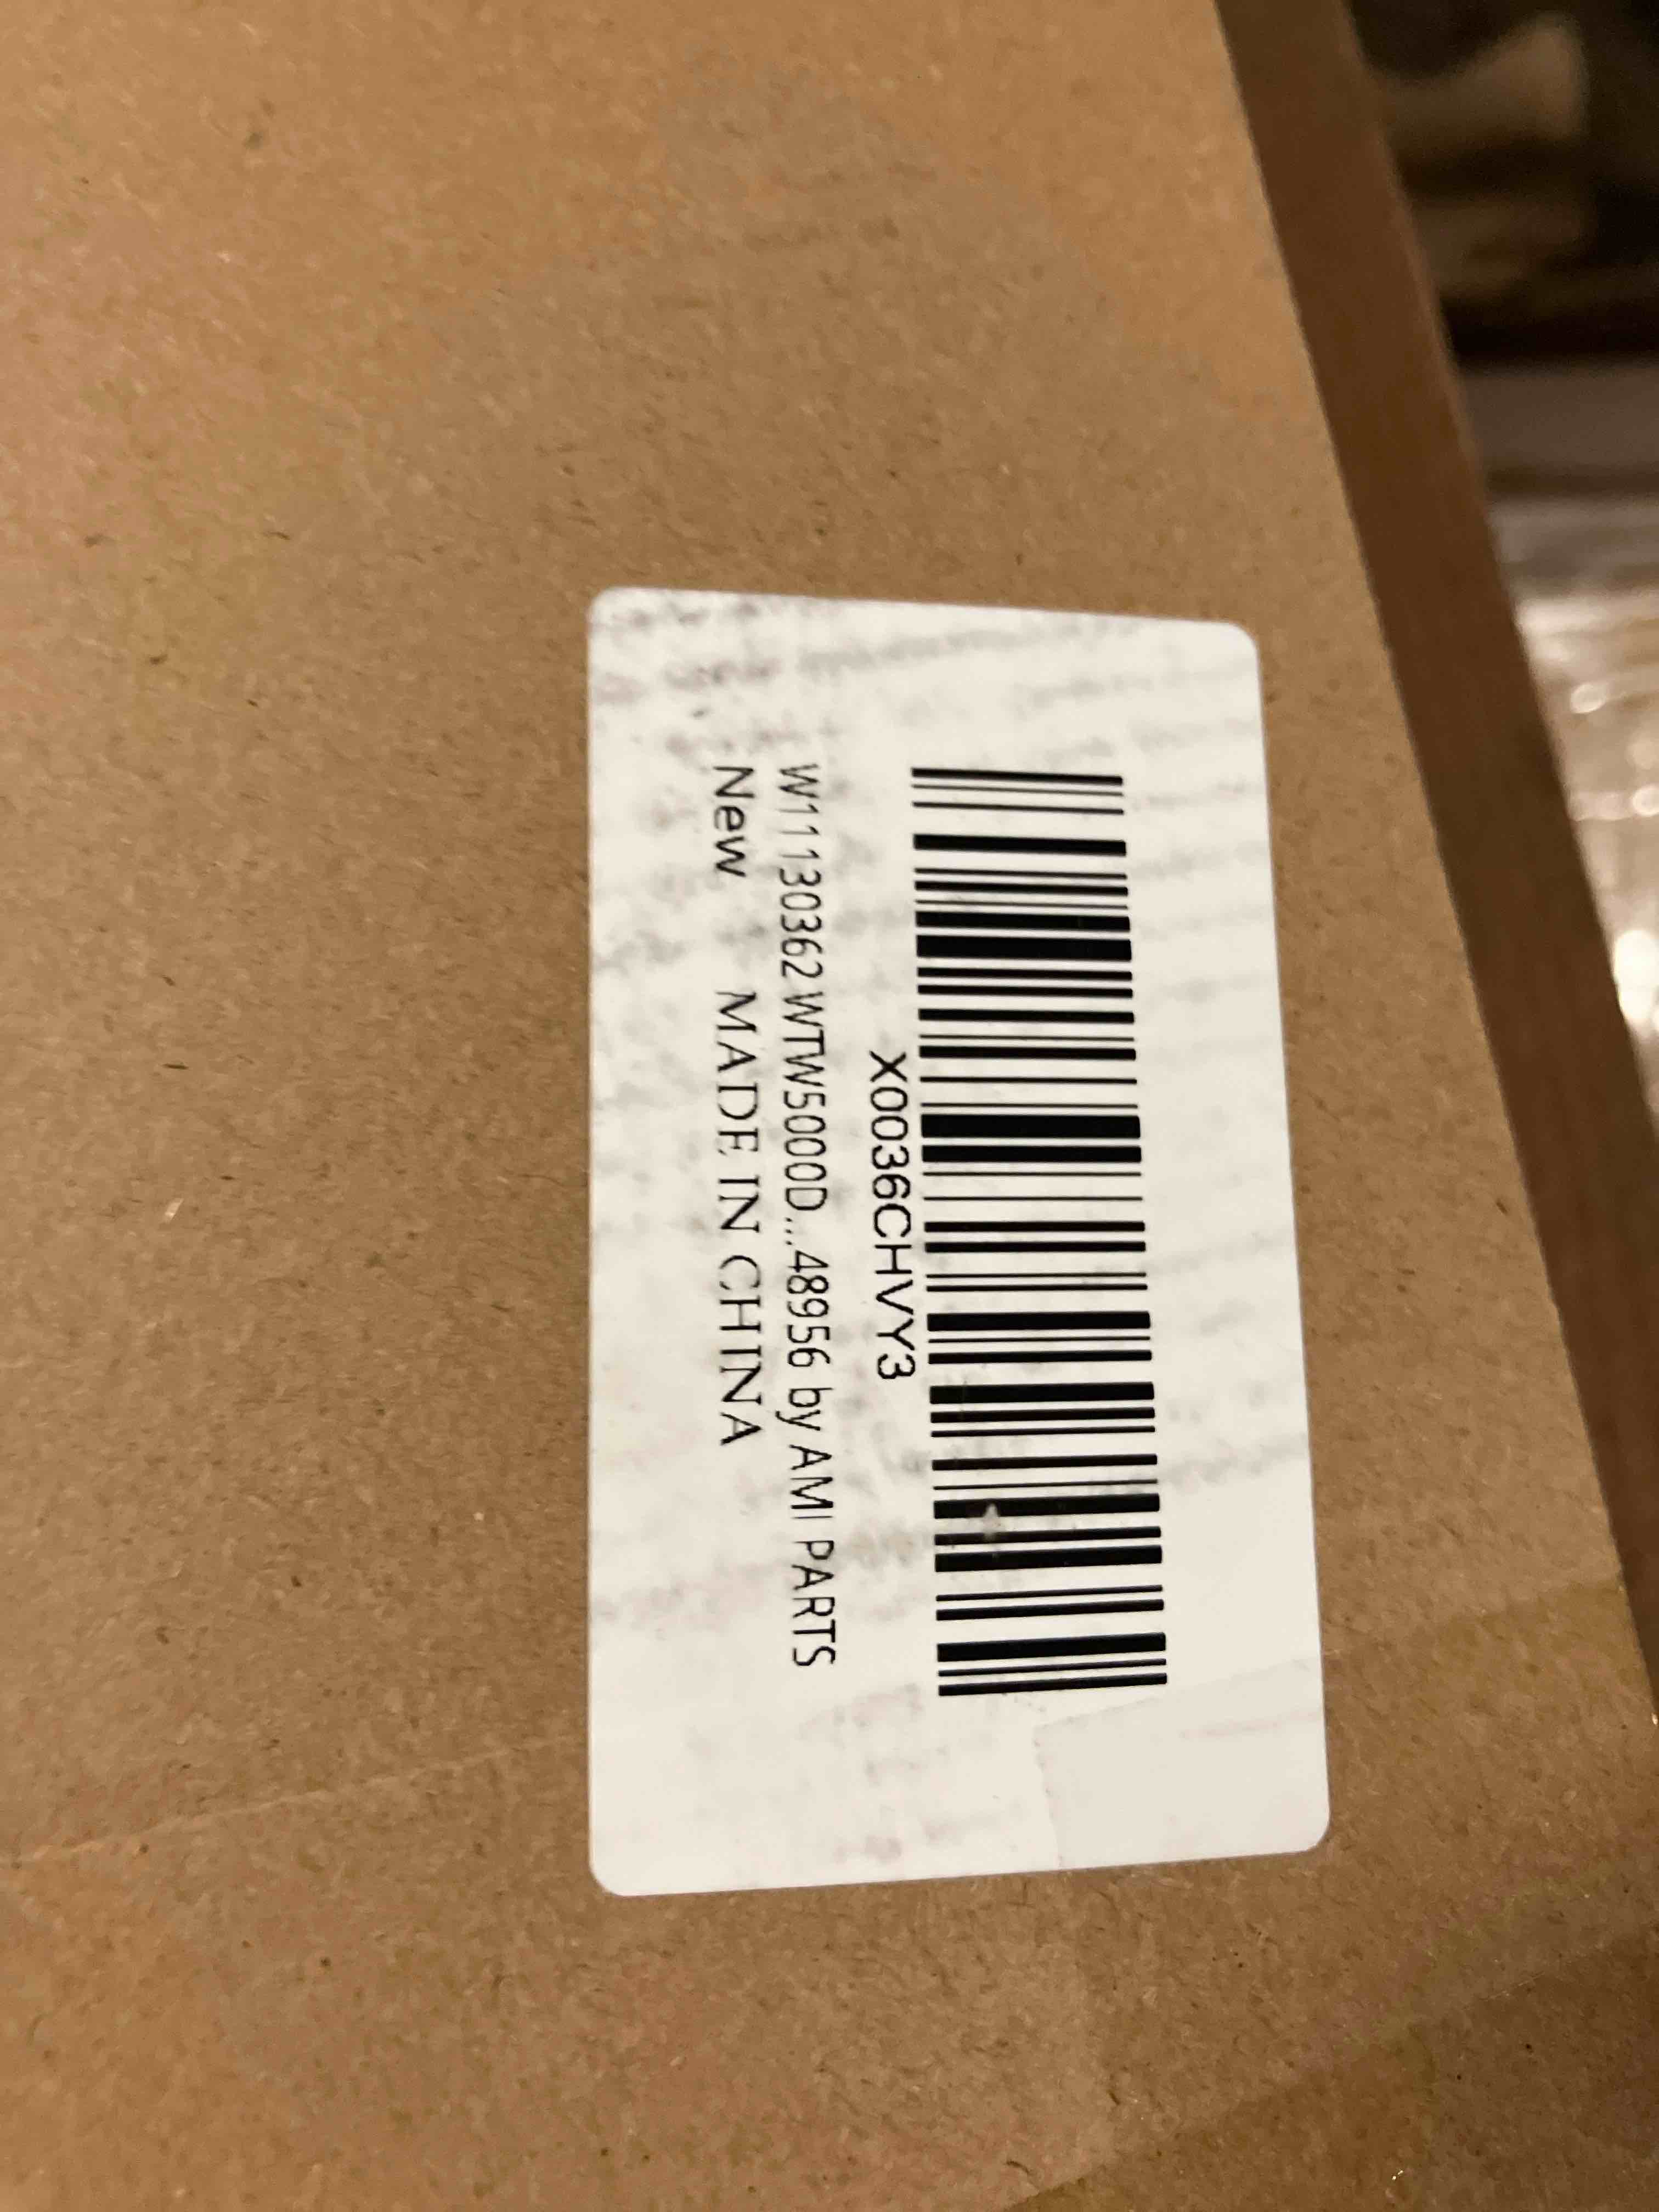 X0036CHVY3
W11130362 WTW5000D...48956 by AMI PARTS
New MADE IN CHINA